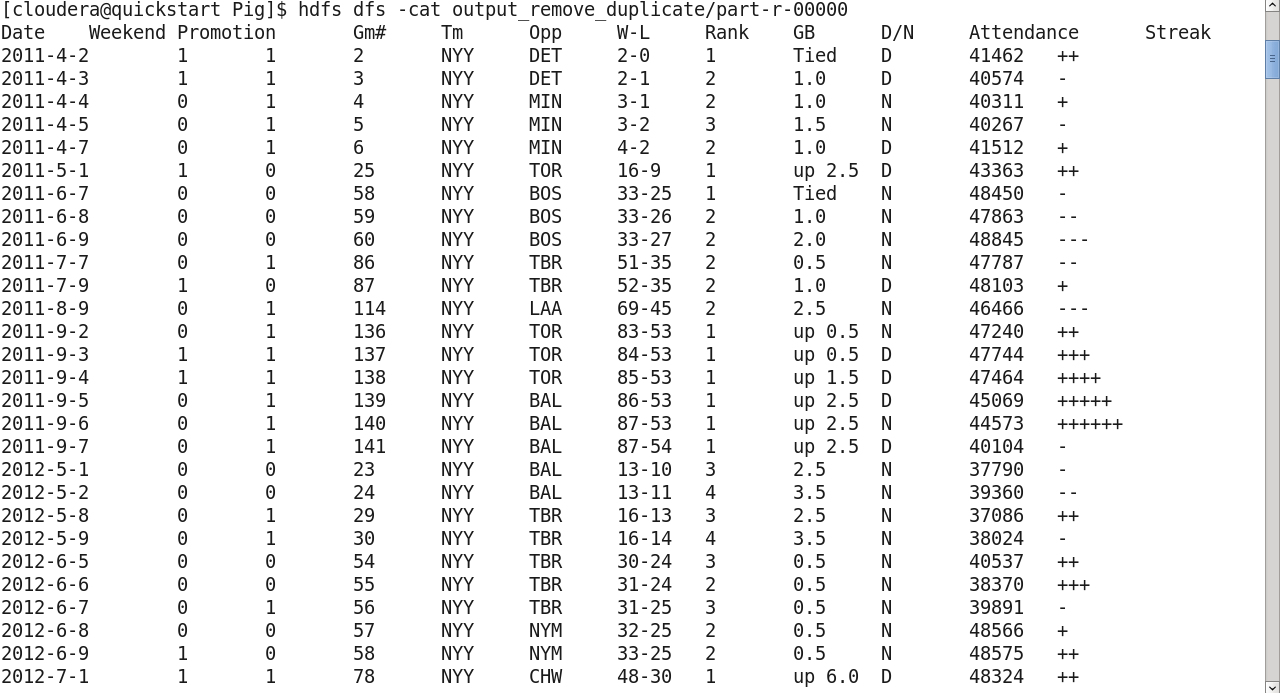 [cloudera@quickstart Pig]$ hdfs dfs -cat output_remove_duplicate/part-r-00000
Date Weekend Promotion Gm# Tm Opp W-L Rank GB D/N Attendance Streak
2011-4-2 1 1 2 NYY DET 2-0 1 Tied D 41462 ++
2011-4-3 1 1 3 NYY DET 2-1 2 1.0 D 40574 -
2011-4-4 0 1 4 NYY MIN 3-1 2 1.0 N 40311 +
2011-4-5 0 1 5 NYY MIN 3-2 3 1.5 N 40267 -
2011-4-7 0 1 6 NYY MIN 4-2 2 1.0 D 41512 +
2011-5-1 1 0 25 NYY TOR 16-9 1 up 2.5 D 43363 ++
2011-6-7 0 0 58 NYY BOS 33-25 1 Tied N 48450 -
2011-6-8 0 0 59 NYY BOS 33-26 2 1.0 N 47863 --
2011-6-9 0 0 60 NYY BOS 33-27 2 2.0 N 48845 ---
2011-7-7 0 1 86 NYY TBR 51-35 2 0.5 N 47787 --
2011-7-9 1 0 87 NYY TBR 52-35 2 1.0 D 48103 +
2011-8-9 0 1 114 NYY LAA 69-45 2 2.5 N 46466 ---
2011-9-2 0 1 136 NYY TOR 83-53 1 up 0.5 N 47240 ++
2011-9-3 1 1 137 NYY TOR 84-53 1 up 0.5 D 47744 +++
2011-9-4 1 1 138 NYY TOR 85-53 1 up 1.5 D 47464 ++++
2011-9-5 0 1 139 NYY BAL 86-53 1 up 2.5 D 45069 +++++
2011-9-6 0 1 140 NYY BAL 87-53 1 up 2.5 N 44573 ++++++
2011-9-7 0 1 141 NYY BAL 87-54 1 up 2.5 D 40104 -
2012-5-1 0 0 23 NYY BAL 13-10 3 2.5 N 37790 -
2012-5-2 0 0 24 NYY BAL 13-11 4 3.5 N 39360 --
2012-5-8 0 1 29 NYY TBR 16-13 3 2.5 N 37086 ++
2012-5-9 0 1 30 NYY TBR 16-14 4 3.5 N 38024 -
2012-6-5 0 0 54 NYY TBR 30-24 3 0.5 N 40537 ++
2012-6-6 0 0 55 NYY TBR 31-24 2 0.5 N 38370 +++
2012-6-7 0 1 56 NYY TBR 31-25 3 0.5 N 39891 -
2012-6-8 0 0 57 NYY NYM 32-25 2 0.5 N 48566 +
2012-6-9 1 0 58 NYY NYM 33-25 2 0.5 N 48575 ++
2012-7-1 1 1 78 NYY CHW 48-30 1 up 6.0 D 48324 ++